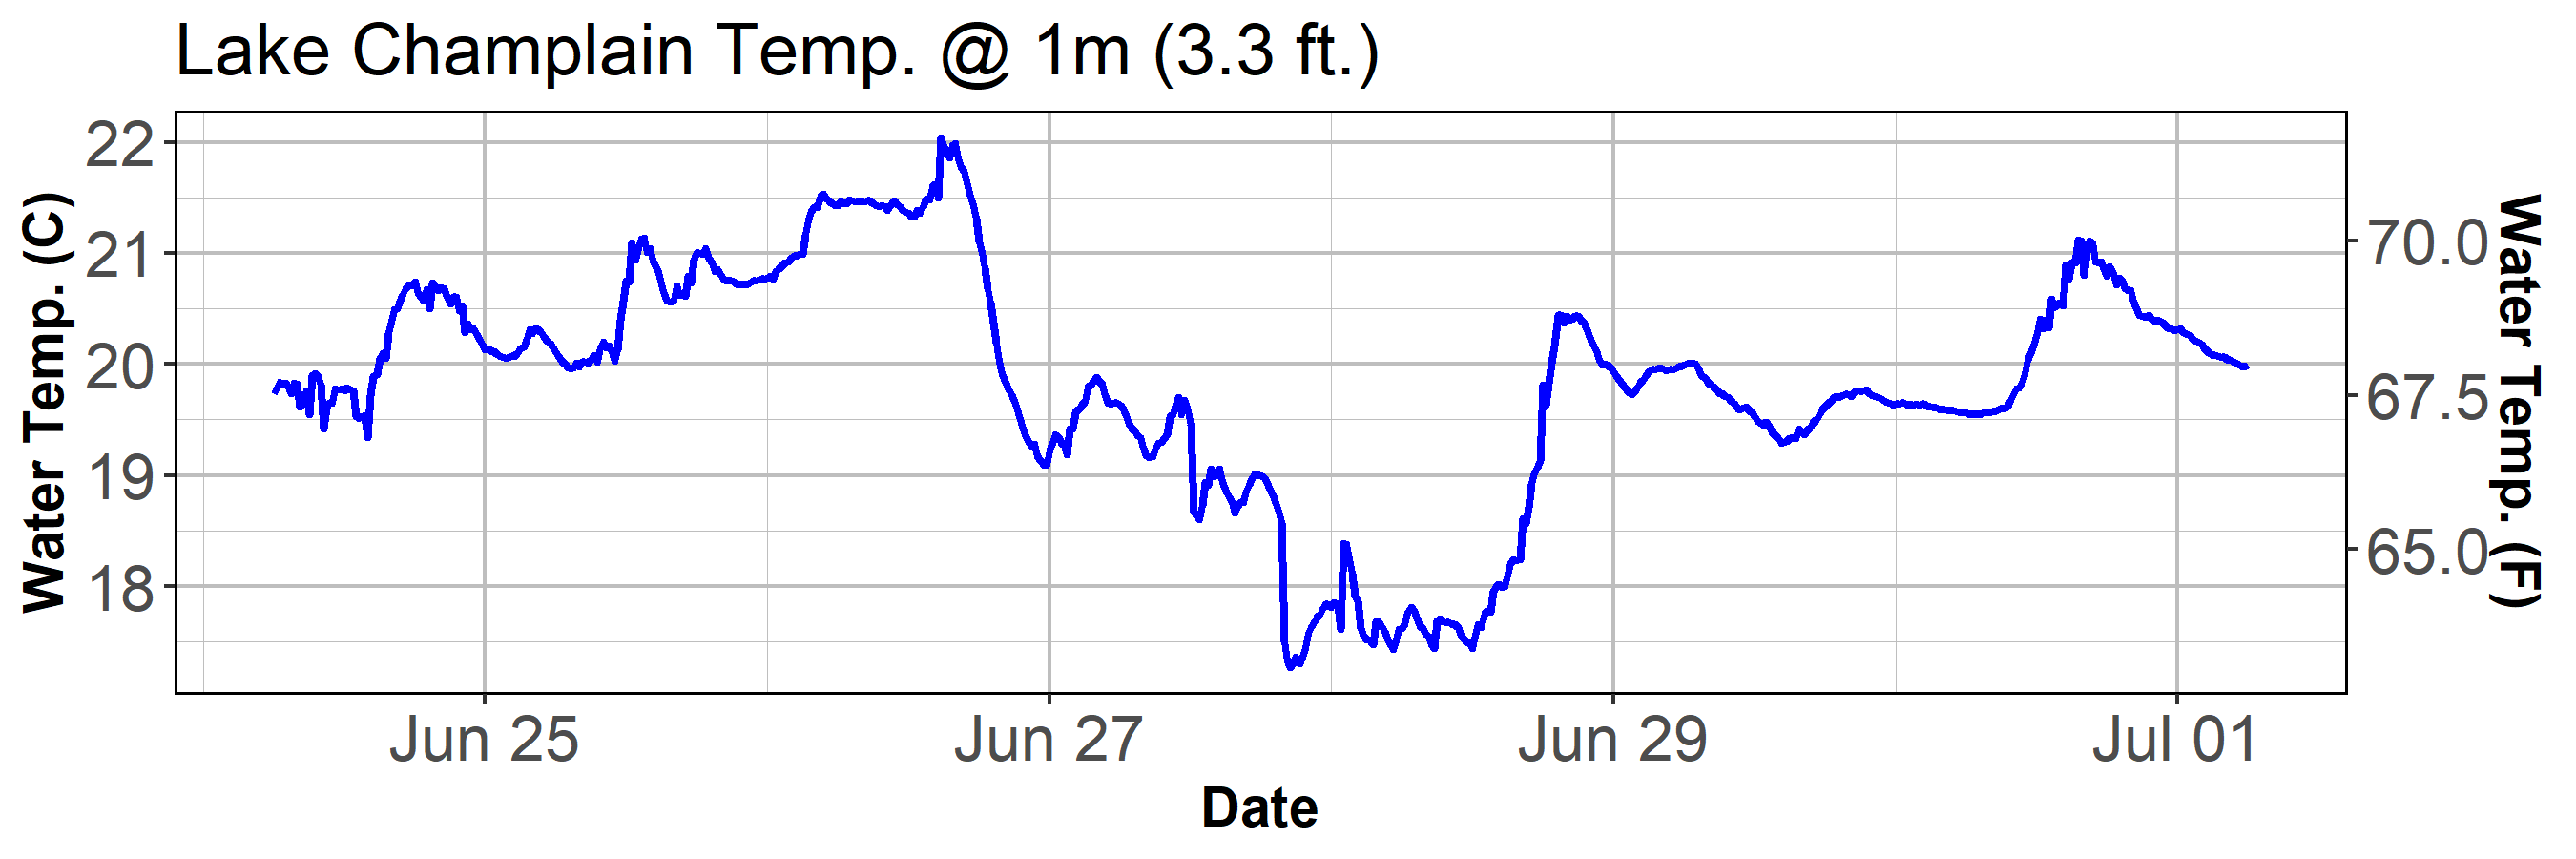 Lake Champlain Temp. @ 1m (3.3 ft.)
Water Temp. (C)
22
21
20
19
18
70.0
67.5
65.0
Water Temp. (F)
Jun 25
Jun 27
Jun 29
Jul 01
Date